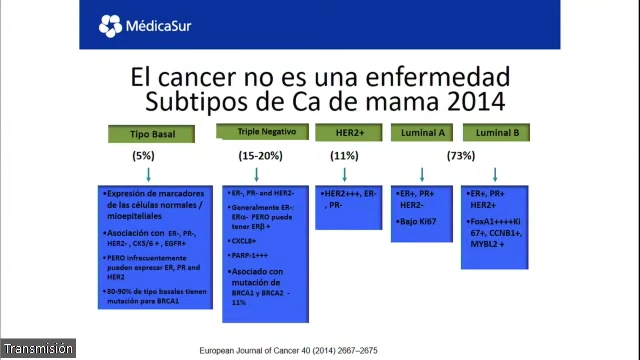 MédicaSur
El cancer no es una enfermedad
Subtipos de Ca de mama 2014
Tipo Basal
Triple Negativo
HER2+
Luminal A
Luminal B
(5%)
(15-20%)
(11%)
(73%)
•Expresión de marcadores
de las células normales /
mioepiteliales
•Asociación con ER-, PR-,
HER2- , CK5/6 + , EGFR+
•PERO infrecuentemente
pueden expresar ER, PR and
HER2
•80-90% de tipo basales tienen
mutación para BRCA1
•ER-, PR- and HER2-
•Generalmente ER-:
ERα- PERO puede
tener ERβ +
•CXCL8+
•PARP-1+++
•Asociado con
mutación de
BRCA1 y BRCA2 -
11%
•HER2+++, ER-
, PR-
•ER+, PR+
HER2-
•Bajo Ki67
•ER+, PR+
HER2+
•FoxA1++++Ki
67+, CCNB1+,
MYBL2 +
European Journal of Cancer 40 (2014) 2667–2675
Transmisión